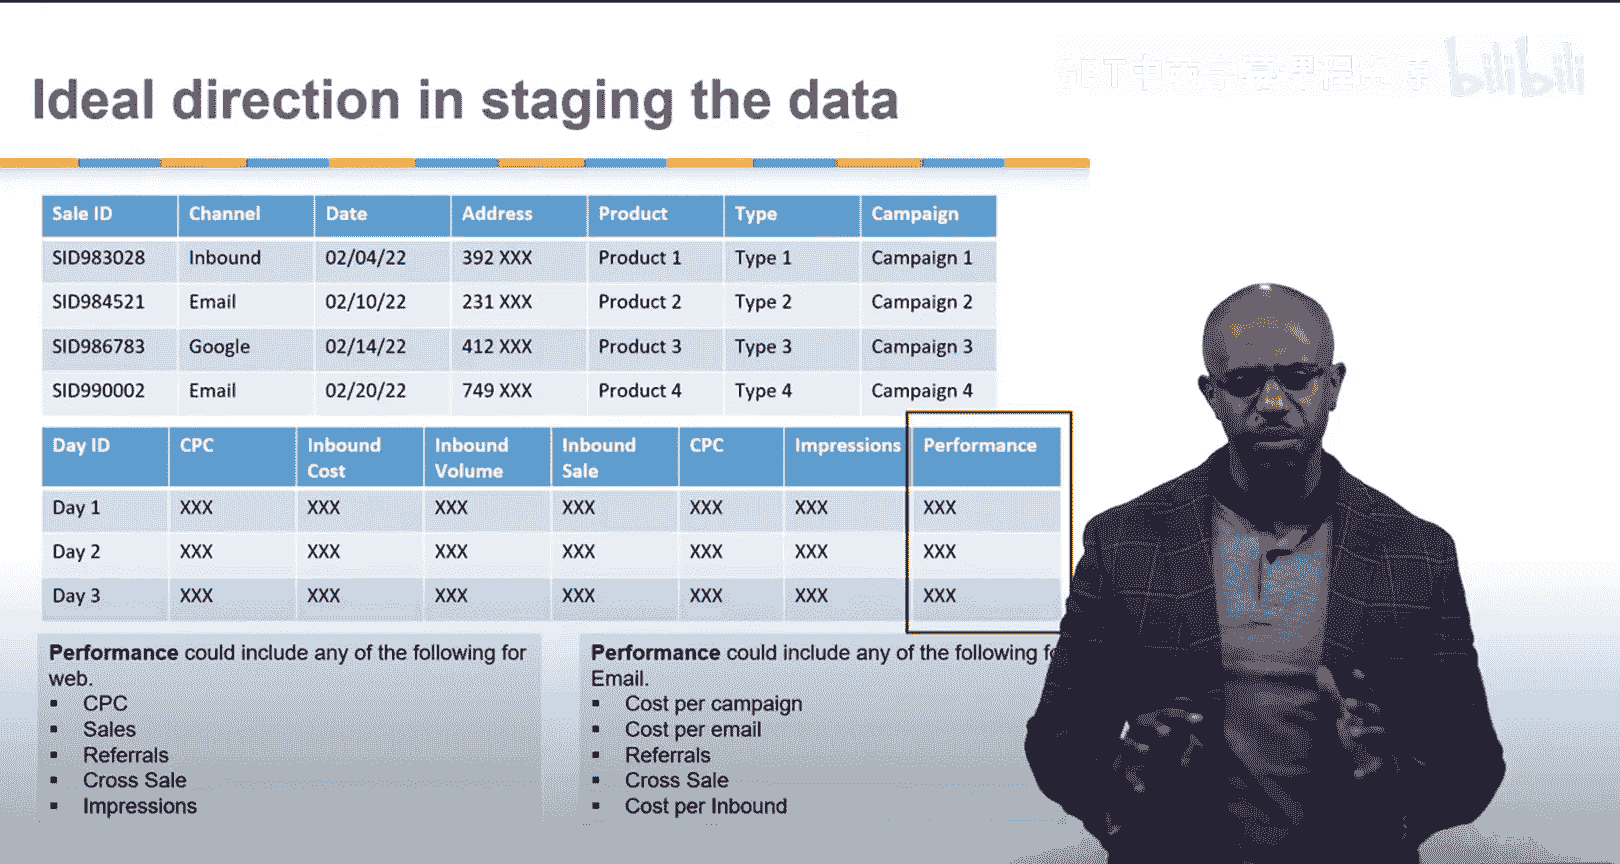 bilibili
Ideal direction in staging the data
Sale ID Channel Date Address Product Type Campaign
SID983028 Inbound 02/04/22 392 XXX Product 1 Type 1 Campaign 1
SID984521 Email 02/10/22 231 XXX Product 2 Type 2 Campaign 2
SID986783 Google 02/14/22 412 XXX Product 3 Type 3 Campaign 3
SID990002 Email 02/20/22 749 XXX Product 4 Type 4 Campaign 4
Day ID CPC Inbound Cost Inbound Volume Inbound Sale CPC Impressions Performance
Day 1 XXX XXX XXX XXX XXX XXX XXX
Day 2 XXX XXX XXX XXX XXX XXX XXX
Day 3 XXX XXX XXX XXX XXX XXX XXX
Performance could include any of the following for
web.
▪ CPC
▪ Sales
▪ Referrals
▪ Cross Sale
▪ Impressions
Performance could include any of the following
Email.
▪ Cost per campaign
▪ Cost per email
▪ Referrals
▪ Cross Sale
▪ Cost per Inbound